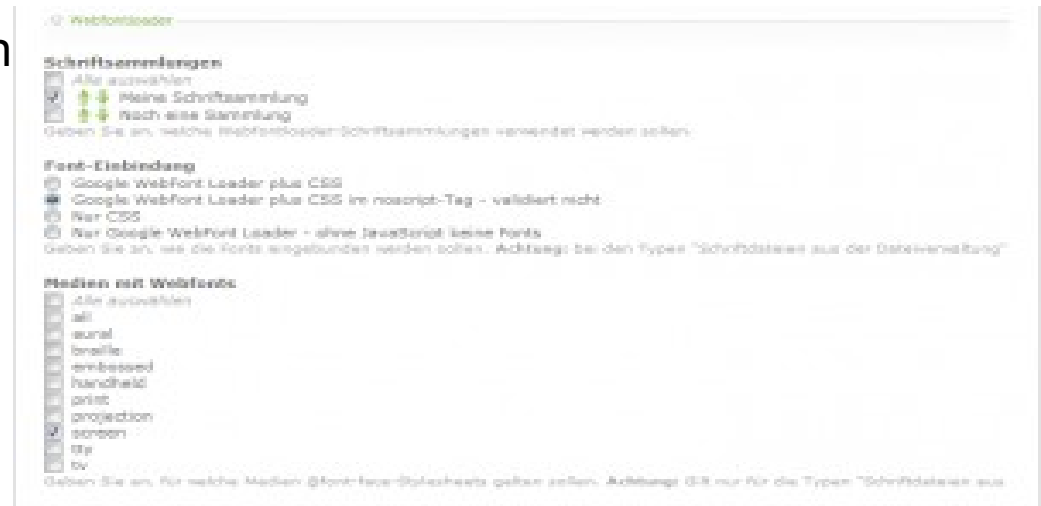 n
Webfontloader
Schriftsammlungen
Alle auswählen
Meine Schriftsammlung
Noch eine Sammlung
Geben Sie an, welche Webfontloader-Schriftsammlungen verwendet werden sollen.
Font-Einbindung
Google WebFont Loader plus CSS
Google WebFont Loader plus CSS im noscript-Tag – validiert nicht
Nur CSS
Nur Google WebFont Loader – ohne JavaScript keine Fonts
Geben Sie an, wie die Fonts eingebunden werden sollen. Achtung: bei den Typen "Schriftdateien aus der Dateiverwaltung"
Medien mit Webfonts
Alle auswählen
all
aural
braille
embossed
handheld
print
projection
screen
tty
tv
Geben Sie an, für welche Medien @font-face-Stylesheets gelten sollen. Achtung: Gilt nur für die Typen "Schriftdateien aus